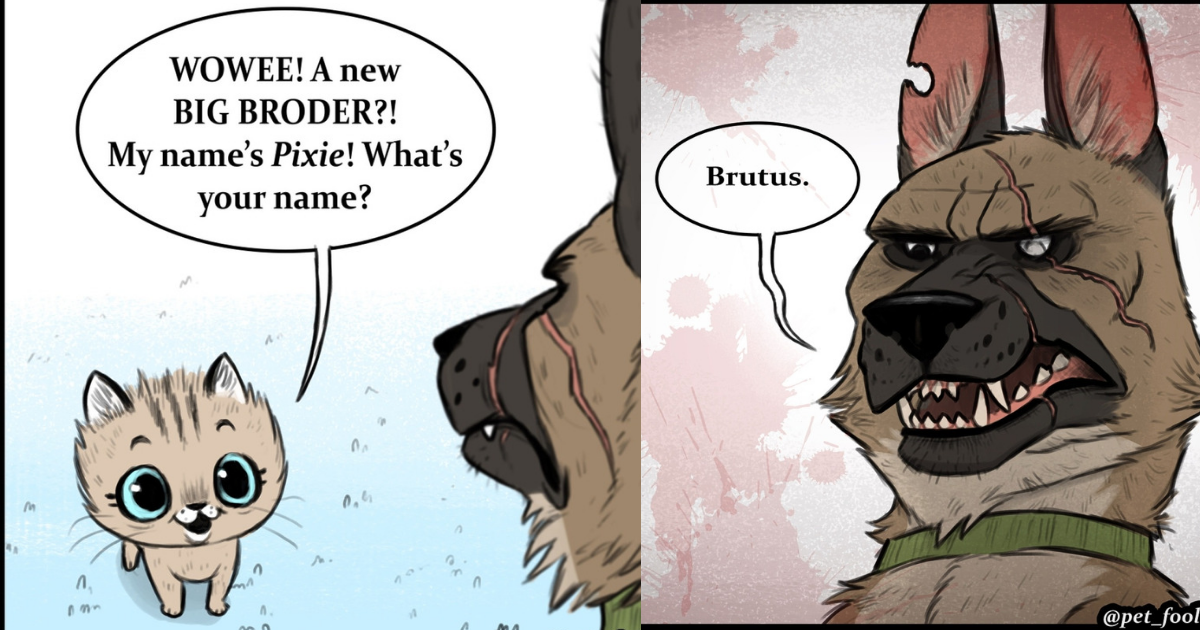 WOWEE! A new
BIG BRODER?!
My name's Pixie! What's
your name?
Brutus.
@pet_fool